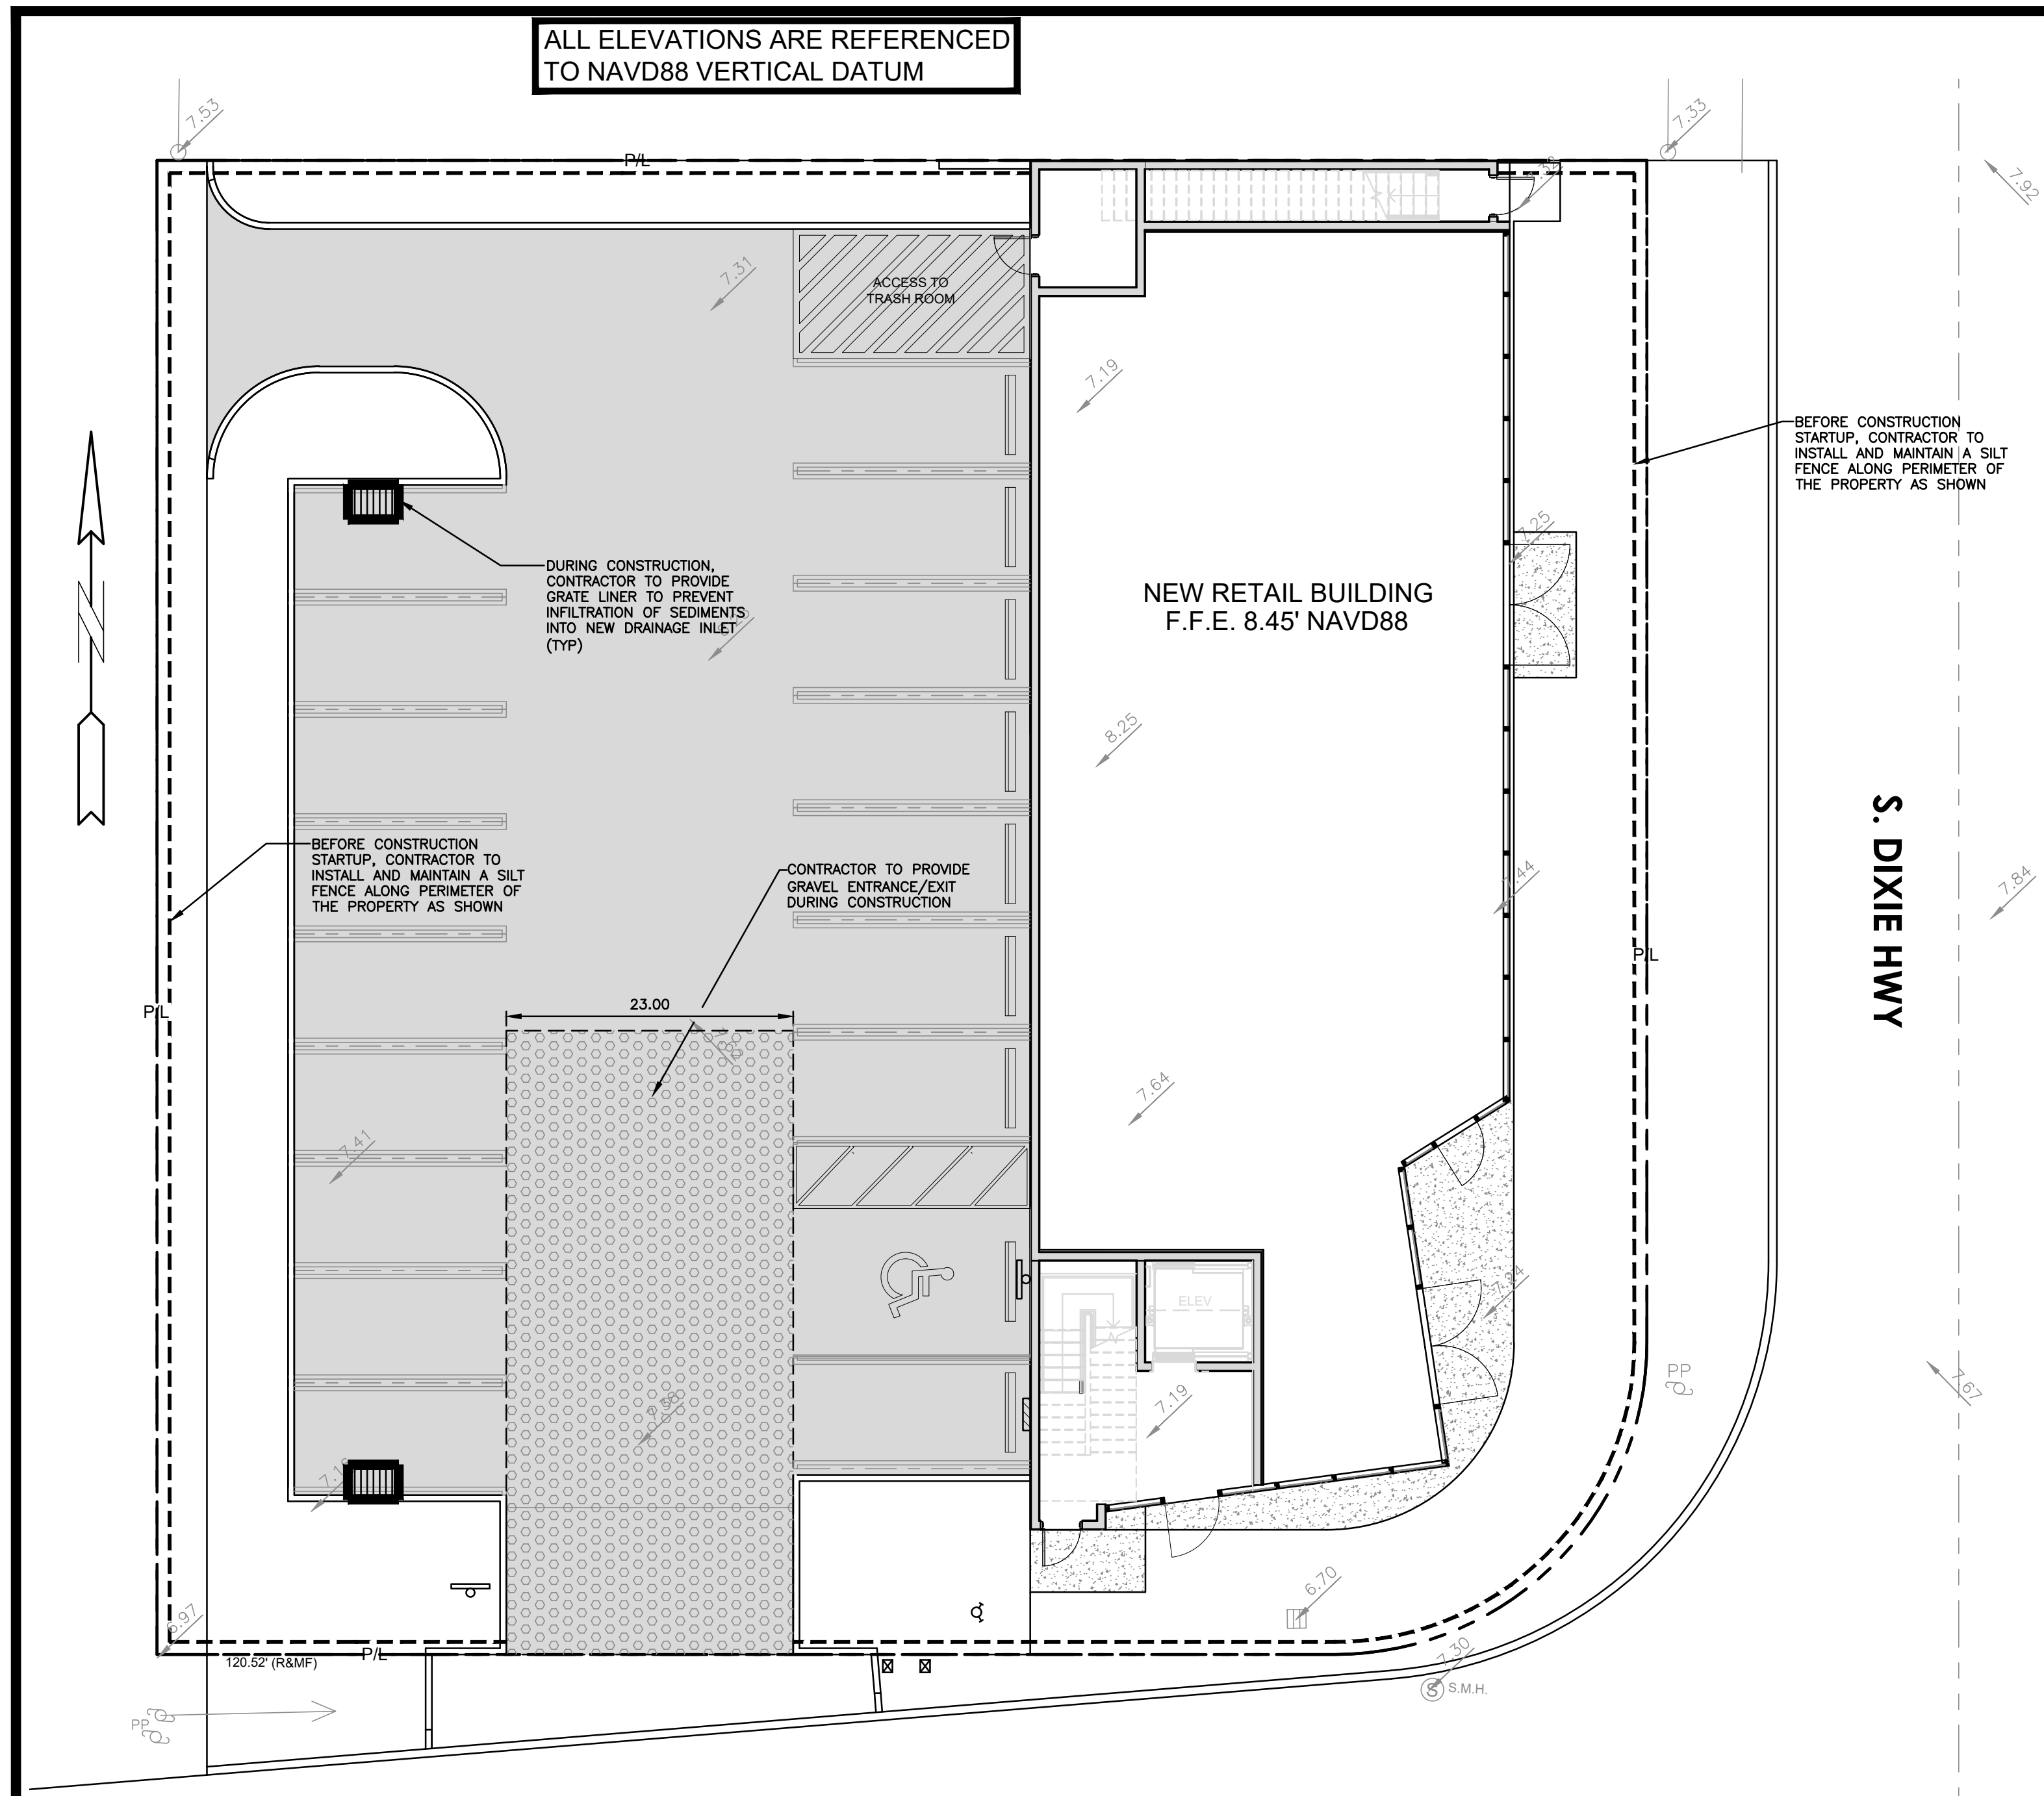 ALL ELEVATIONS ARE REFERENCED
TO NAVD88 VERTICAL DATUM
7.53
7.33
7.92
P/L
7.31
ACCESS TO
TRASH ROOM
7.19
BEFORE CONSTRUCTION
STARTUP, CONTRACTOR TO
INSTALL AND MAINTAIN A SILT
FENCE ALONG PERIMETER OF
THE PROPERTY AS SHOWN
7.25
N
DURING CONSTRUCTION,
CONTRACTOR TO PROVIDE
GRATE LINER TO PREVENT
INFILTRATION OF SEDIMENTS
INTO NEW DRAINAGE INLET
(TYP)
NEW RETAIL BUILDING
F.F.E. 8.45' NAVD88
8.25
S. DIXIE HWY
BEFORE CONSTRUCTION
STARTUP, CONTRACTOR TO
INSTALL AND MAINTAIN A SILT
FENCE ALONG PERIMETER OF
THE PROPERTY AS SHOWN
CONTRACTOR TO PROVIDE
GRAVEL ENTRANCE/EXIT
DURING CONSTRUCTION
7.84
P/L
P/L
23.00
7.64
7.41
ELEV
PP
7.67
7.38
7.19
6.97
6.70
120.52' (R&MF)
P/L
7.30
S
S.M.H.
PP